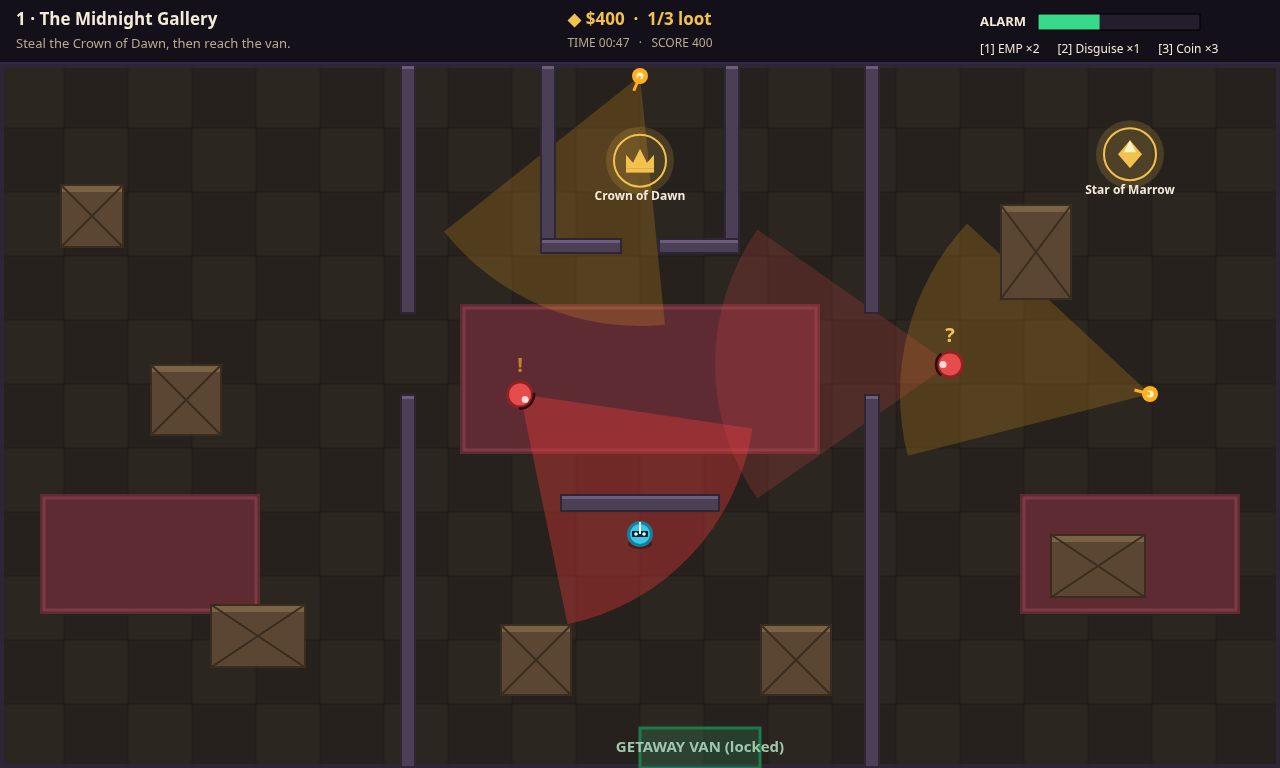 1 · The Midnight Gallery
Steal the Crown of Dawn, then reach the van.
◆ $400 · 1/3 loot
TIME 00:47 · SCORE 400
ALARM
[1] EMP ×2 [2] Disguise ×1 [3] Coin ×3
Crown of Dawn
Star of Marrow
?
!
GETAWAY VAN (locked)